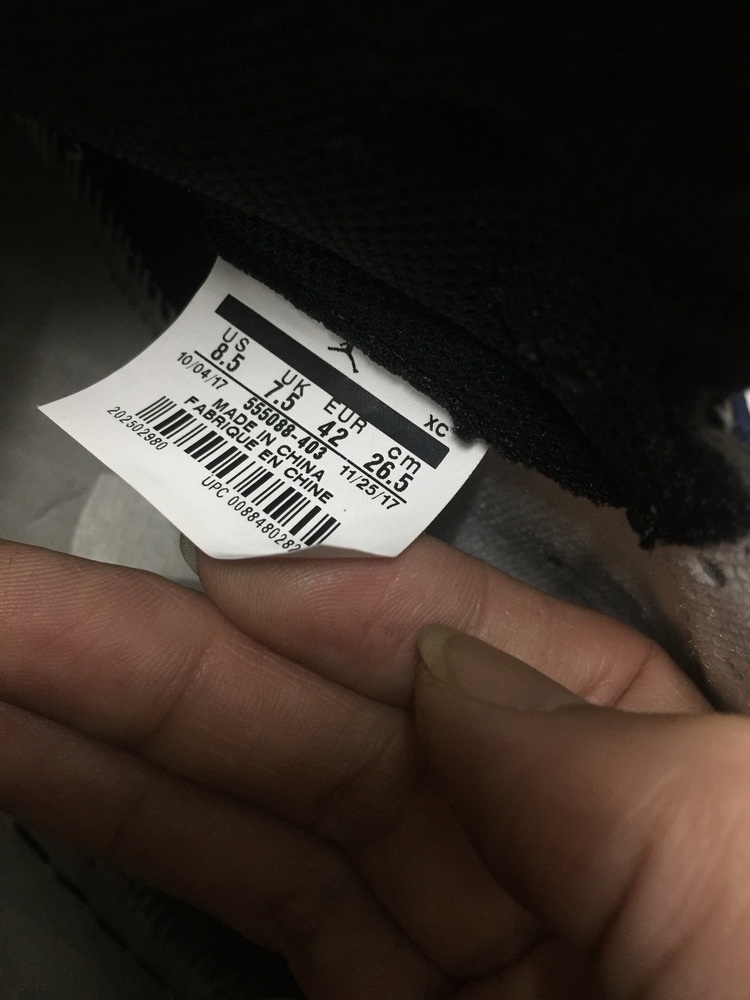 XC
US UK EUR cm
8.5 7.5 42 26.5
10/04/17 555088-403 11/25/17
MADE IN CHINA
FABRIQUE EN CHINE
202502980
UPC 0088480282